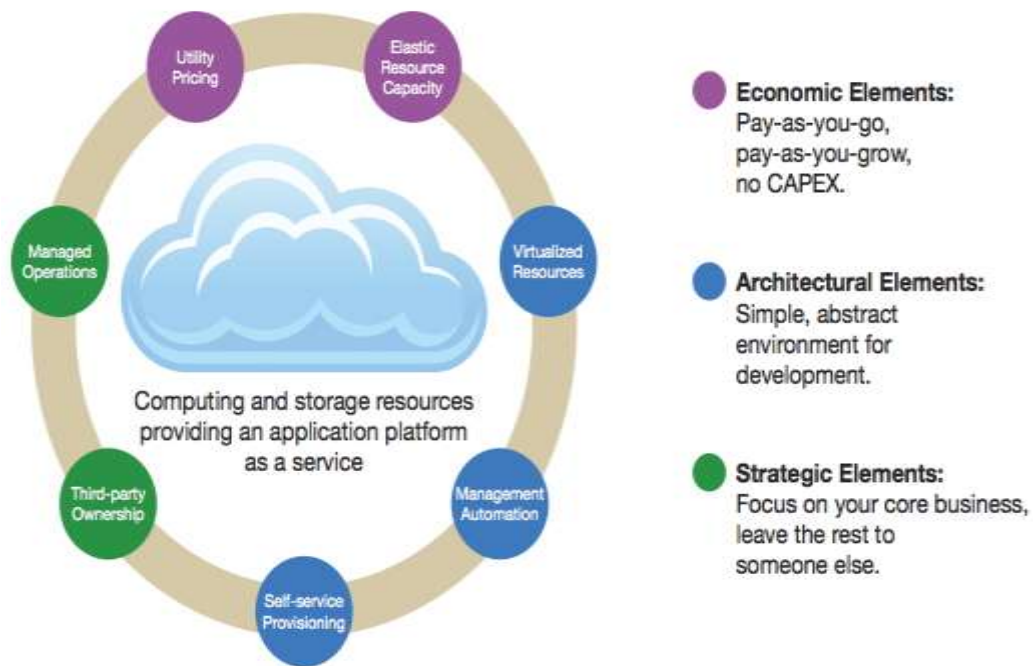 Utility
Pricing
Elastic
Resource
Capacity
Managed
Operations
Virtualized
Resources
Computing and storage resources
providing an application platform
as a service
Third-party
Ownership
Management
Automation
Self-service
Provisioning
Economic Elements:
Pay-as-you-go,
pay-as-you-grow,
no CAPEX.
Architectural Elements:
Simple, abstract
environment for
development.
Strategic Elements:
Focus on your core business,
leave the rest to
someone else.